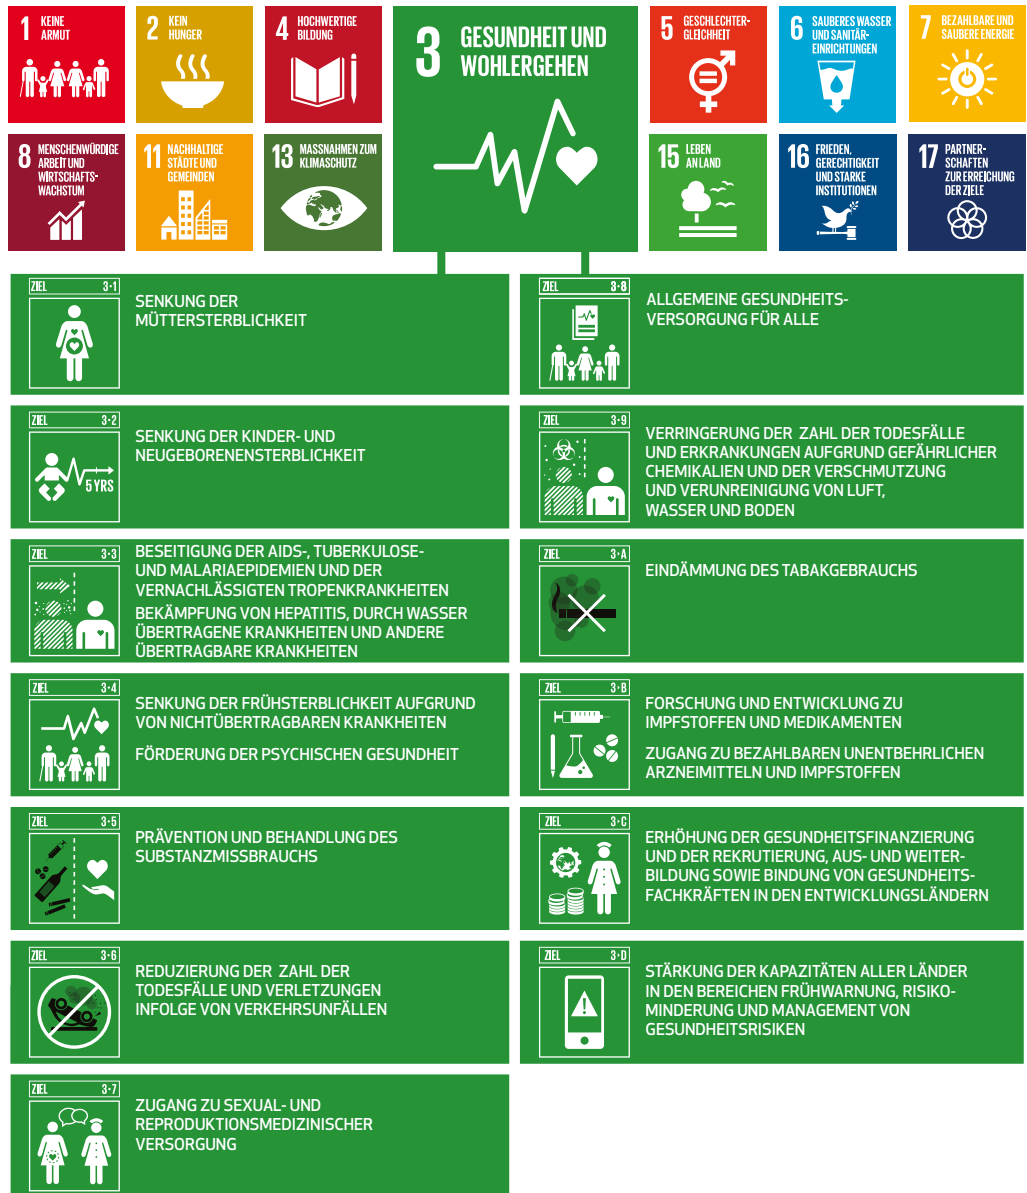 1 KEINE
ARMUT
2 KEIN
HUNGER
4 HOCHWERTIGE
BILDUNG
3 GESUNDHEIT UND
WOHLERGEHEN
5 GESCHLECHTER-
GLEICHHEIT
6 SAUBERES WASSER
UND SANITÄR-
EINRICHTUNGEN
7 BEZAHLBARE UND
SAUBERE ENERGIE
8 MENSCHENWÜRDIGE
ARBEIT UND
WIRTSCHAFTS-
WACHSTUM
11 NACHHALTIGE
STÄDTE UND
GEMEINDEN
13 MASSNAHMEN ZUM
KLIMASCHUTZ
15 LEBEN
AN LAND
16 FRIEDEN,
GERECHTIGKEIT
UND STARKE
INSTITUTIONEN
17 PARTNER-
SCHAFTEN
ZUR ERREICHUNG
DER ZIELE
ZIEL 3·1
SENKUNG DER
MÜTTERSTERBLICHKEIT
ZIEL 3·2
5 YRS
SENKUNG DER KINDER- UND
NEUGEBORENENSTERBLICHKEIT
ZIEL 3·3
BESEITIGUNG DER AIDS-, TUBERKULOSE-
UND MALARIAEPIDEMIEN UND DER
VERNACHLÄSSIGTEN TROPENKRANKHEITEN
BEKÄMPFUNG VON HEPATITIS, DURCH WASSER
ÜBERTRAGENE KRANKHEITEN UND ANDERE
ÜBERTRAGBARE KRANKHEITEN
ZIEL 3·4
SENKUNG DER FRÜHSTERBLICHKEIT AUFGRUND
VON NICHTÜBERTRAGBAREN KRANKHEITEN
FÖRDERUNG DER PSYCHISCHEN GESUNDHEIT
ZIEL 3·5
PRÄVENTION UND BEHANDLUNG DES
SUBSTANZMISSBRAUCHS
ZIEL 3·6
REDUZIERUNG DER ZAHL DER
TODESFÄLLE UND VERLETZUNGEN
INFOLGE VON VERKEHRSUNFÄLLEN
ZIEL 3·7
ZUGANG ZU SEXUAL- UND
REPRODUKTIONSMEDIZINISCHER
VERSORGUNG
ZIEL 3·8
ALLGEMEINE GESUNDHEITS-
VERSORGUNG FÜR ALLE
ZIEL 3·9
VERRINGERUNG DER ZAHL DER TODESFÄLLE
UND ERKRANKUNGEN AUFGRUND GEFÄHRLICHER
CHEMIKALIEN UND DER VERSCHMUTZUNG
UND VERUNREINIGUNG VON LUFT,
WASSER UND BODEN
ZIEL 3·A
EINDÄMMUNG DES TABAKGEBRAUCHS
ZIEL 3·B
FORSCHUNG UND ENTWICKLUNG ZU
IMPFSTOFFEN UND MEDIKAMENTEN
ZUGANG ZU BEZAHLBAREN UNENTBEHRLICHEN
ARZNEIMITTELN UND IMPFSTOFFEN
ZIEL 3·C
ERHÖHUNG DER GESUNDHEITSFINANZIERUNG
UND DER REKRUTIERUNG, AUS- UND WEITER-
BILDUNG SOWIE BINDUNG VON GESUNDHEITS-
FACHKRÄFTEN IN DEN ENTWICKLUNGSLÄNDERN
ZIEL 3·D
STÄRKUNG DER KAPAZITÄTEN ALLER LÄNDER
IN DEN BEREICHEN FRÜHWARNUNG, RISIKO-
MINDERUNG UND MANAGEMENT VON
GESUNDHEITSRISIKEN